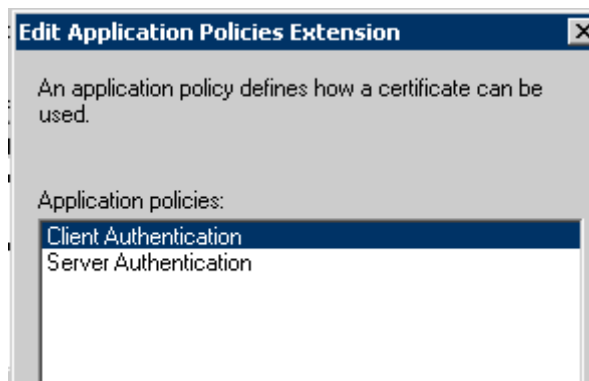 Edit Application Policies Extension
An application policy defines how a certificate can be
used.
Application policies:
Client Authentication
Server Authentication